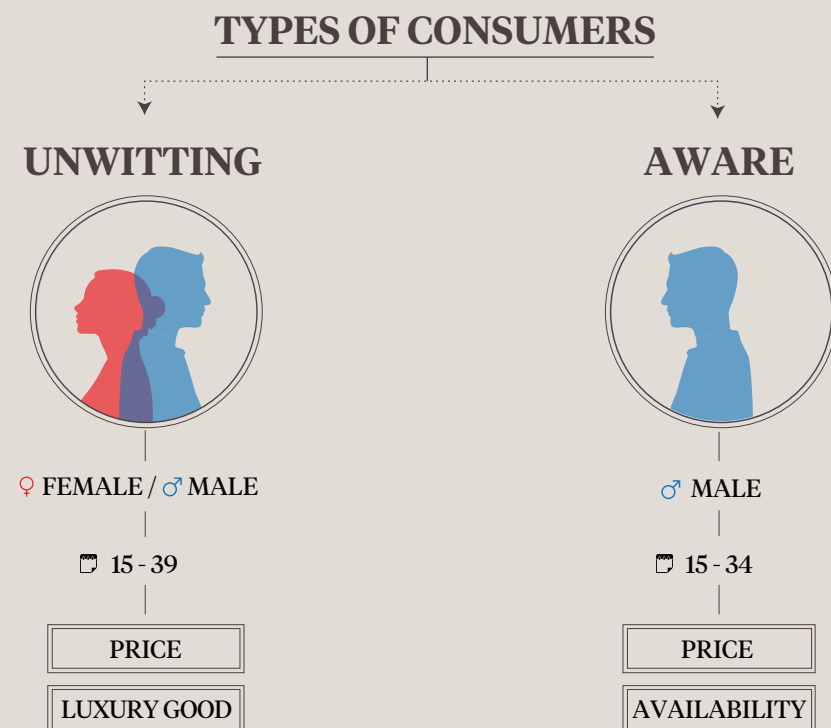 TYPES OF CONSUMERS
UNWITTING
AWARE
♀ FEMALE / ♂ MALE
♂ MALE
15 - 39
15 - 34
PRICE
PRICE
LUXURY GOOD
AVAILABILITY